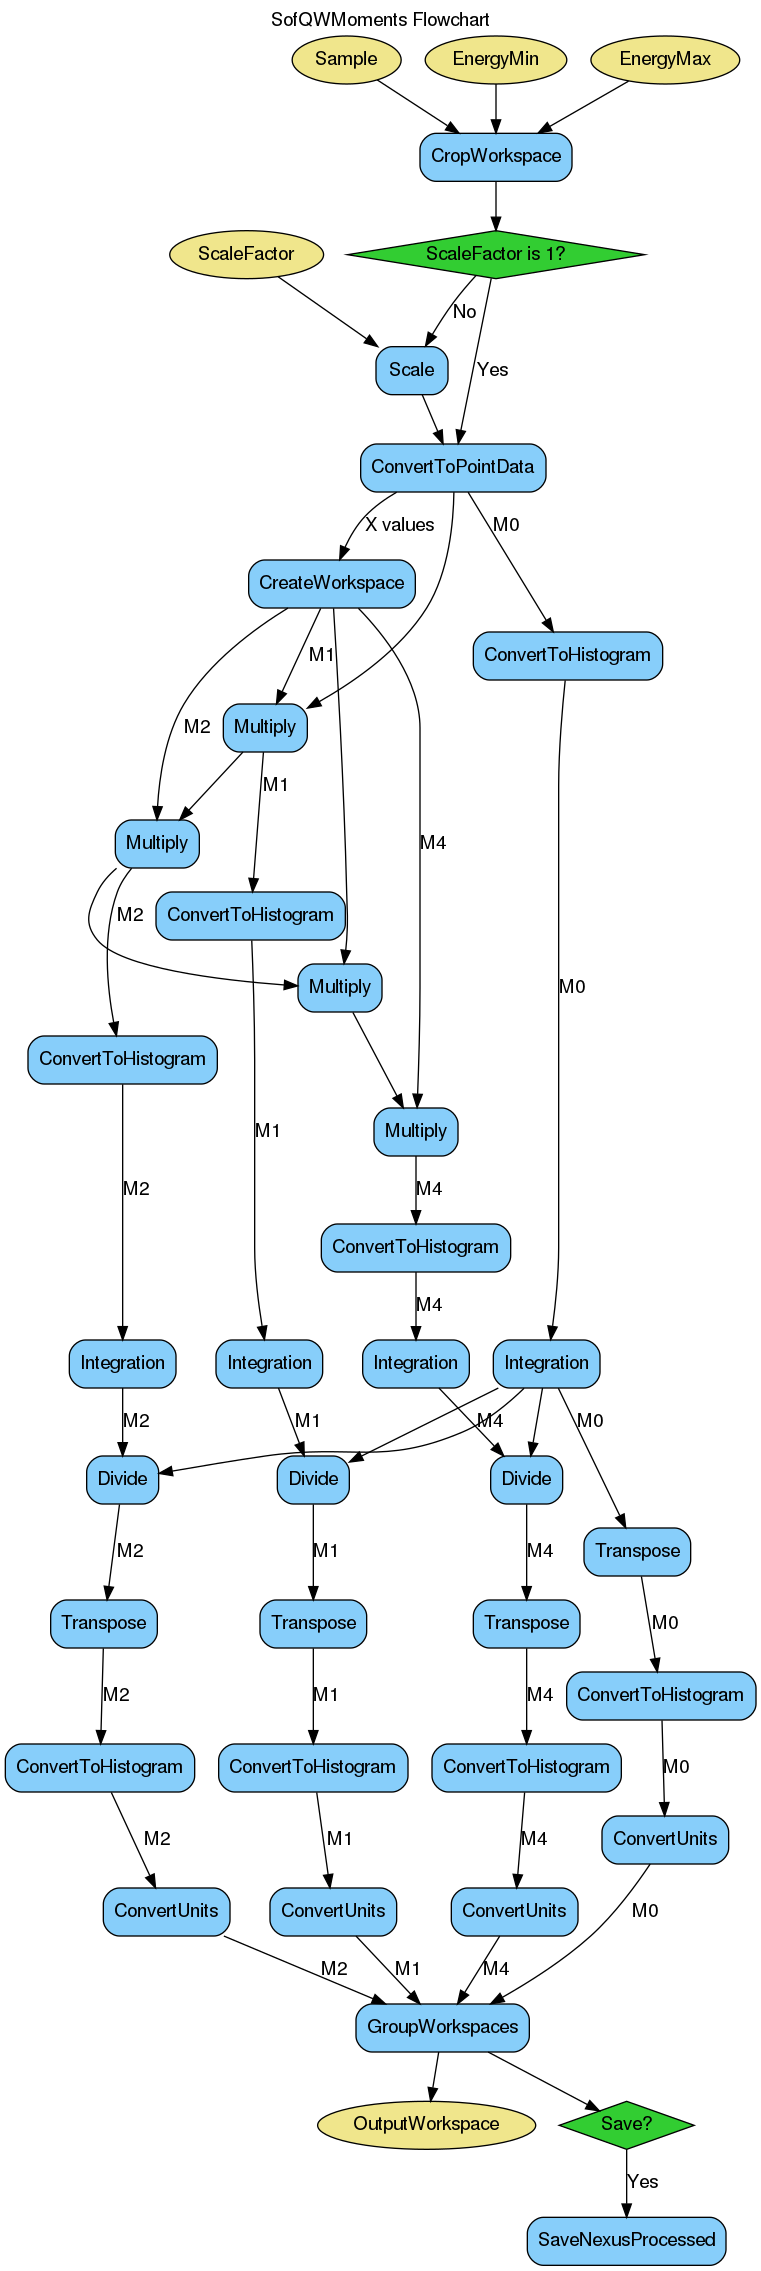 SofQWMoments Flowchart
Sample
EnergyMin
EnergyMax
CropWorkspace
ScaleFactor
ScaleFactor is 1?
No
Scale
Yes
ConvertToPointData
X values
M0
CreateWorkspace
M1
ConvertToHistogram
M2
Multiply
M1
Multiply
M4
M2
ConvertToHistogram
Multiply
M0
ConvertToHistogram
M1
Multiply
M2
M4
ConvertToHistogram
M4
Integration
Integration
Integration
Integration
M2
M1
M4
M0
Divide
Divide
Divide
M2
M1
M4
Transpose
Transpose
Transpose
Transpose
M0
M2
M1
M4
ConvertToHistogram
ConvertToHistogram
ConvertToHistogram
ConvertToHistogram
M0
M2
M1
M4
ConvertUnits
ConvertUnits
ConvertUnits
ConvertUnits
M0
M2
M1
M4
GroupWorkspaces
OutputWorkspace
Save?
Yes
SaveNexusProcessed